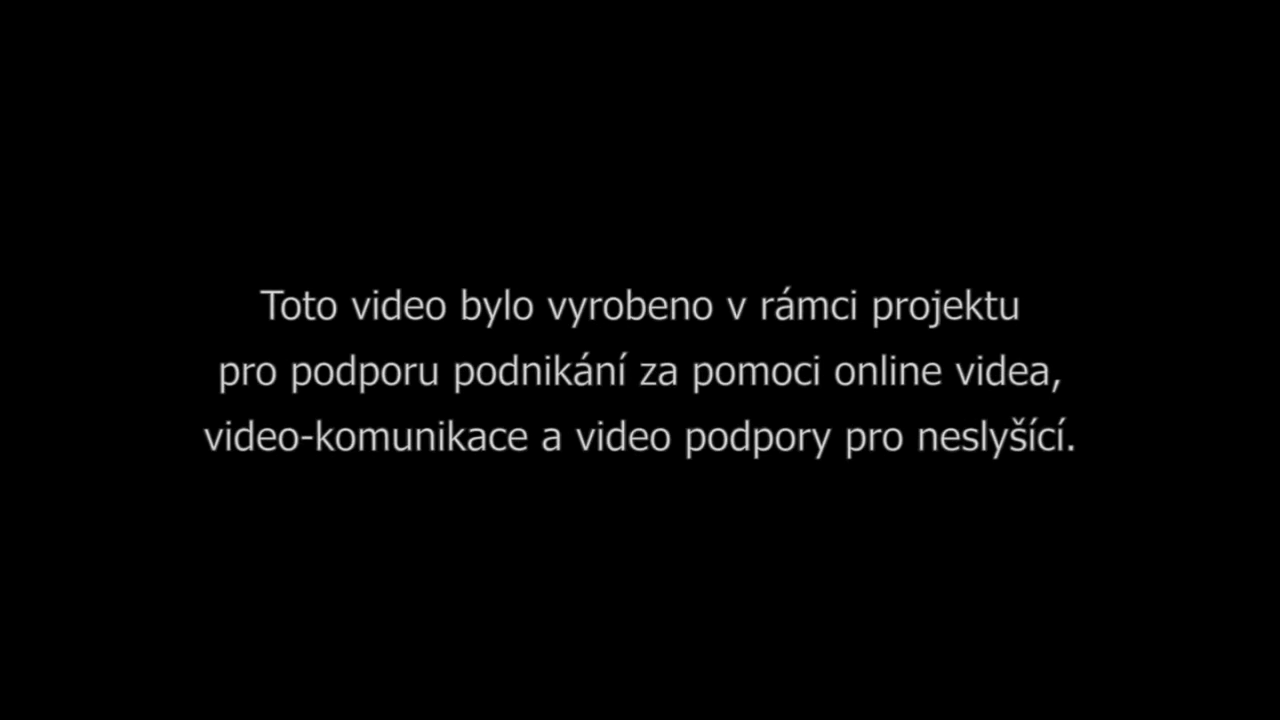 Toto video bylo vyrobeno v rámci projektu
pro podporu podnikání za pomoci online videa,
video-komunikace a video podpory pro neslyšící.